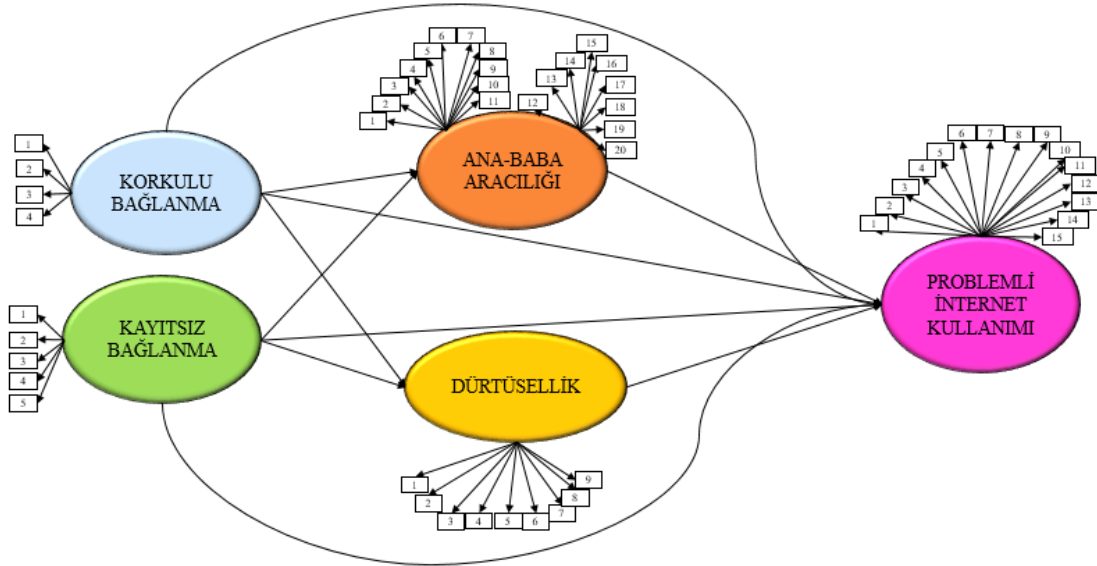 6 7
5 8
4 9
3 10
2 11
1
15
14 16
13 17
12 18
19
20
1
2
3
4
KORKULU
BAĞLANMA
ANA-BABA
ARACILIĞI
6 7 8 9
5 10
4 11
3 12
2 13
1 14
15
1
2
3
4
5
KAYITSIZ
BAĞLANMA
PROBLEMLİ
İNTERNET
KULLANIMI
DÜRTÜSELLİK
1 9
2 8
3 4 5 6 7